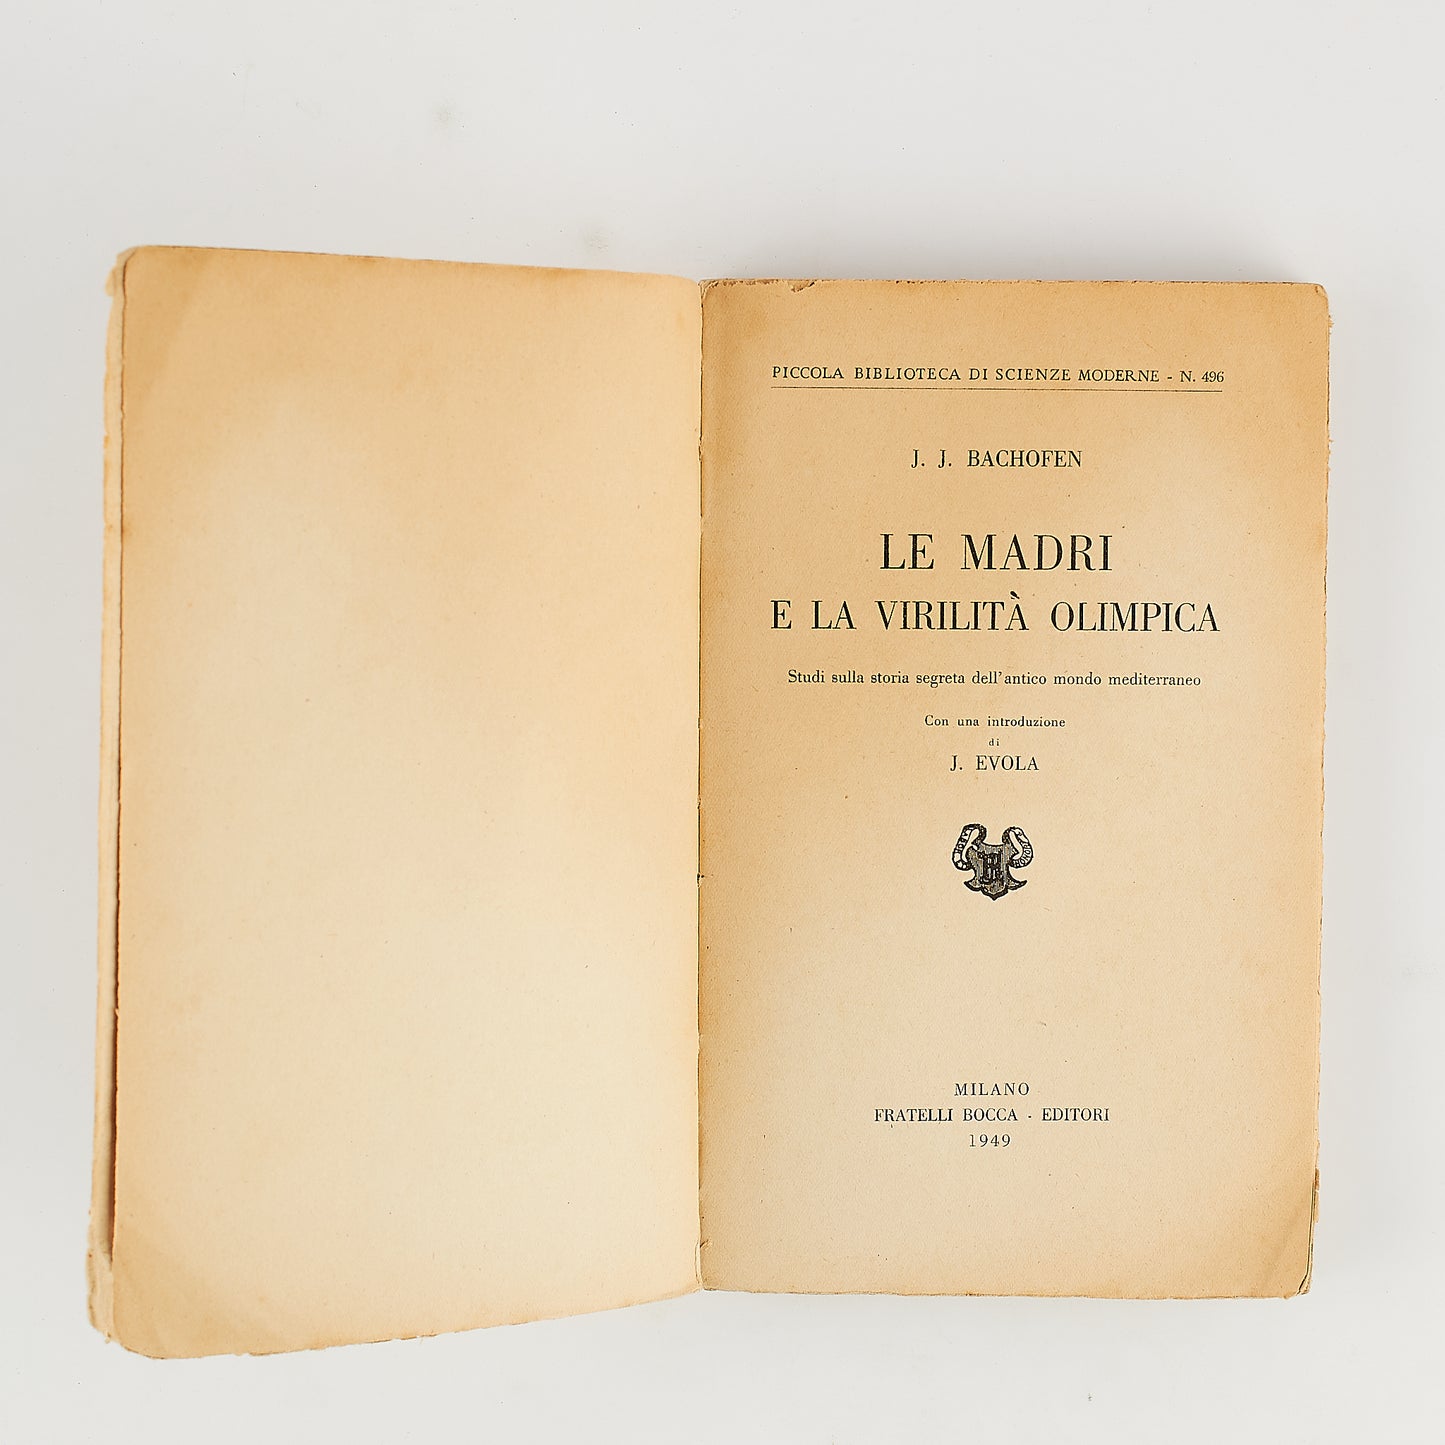 PICCOLA BIBLIOTECA DI SCIENZE MODERNE - N. 496
J. J. BACHOFEN
LE MADRI
E LA VIRILITÀ OLIMPICA
Studi sulla storia segreta dell'antico mondo mediterraneo
Con una introduzione
di
J. EVOLA
MILANO
FRATELLI BOCCA - EDITORI
1949